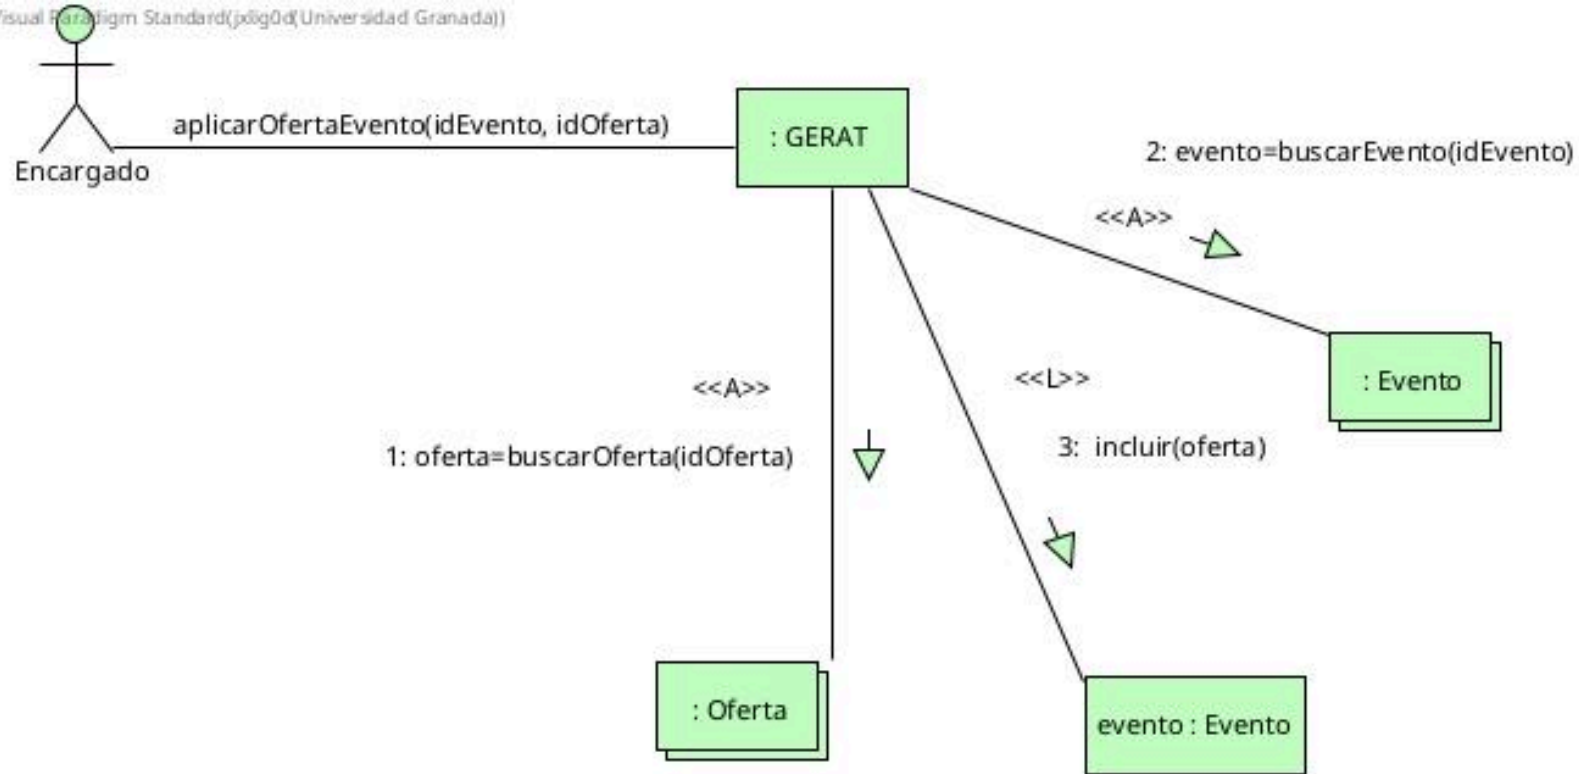 Visual Paradigm Standard(jxlig0d(Universidad Granada))
aplicarOfertaEvento(idEvento, idOferta)
Encargado
: GERAT
2: evento=buscarEvento(idEvento)
<<A>>
: Evento
<<A>>
<<L>>
1: oferta=buscarOferta(idOferta)
3: incluir(oferta)
: Oferta
evento : Evento